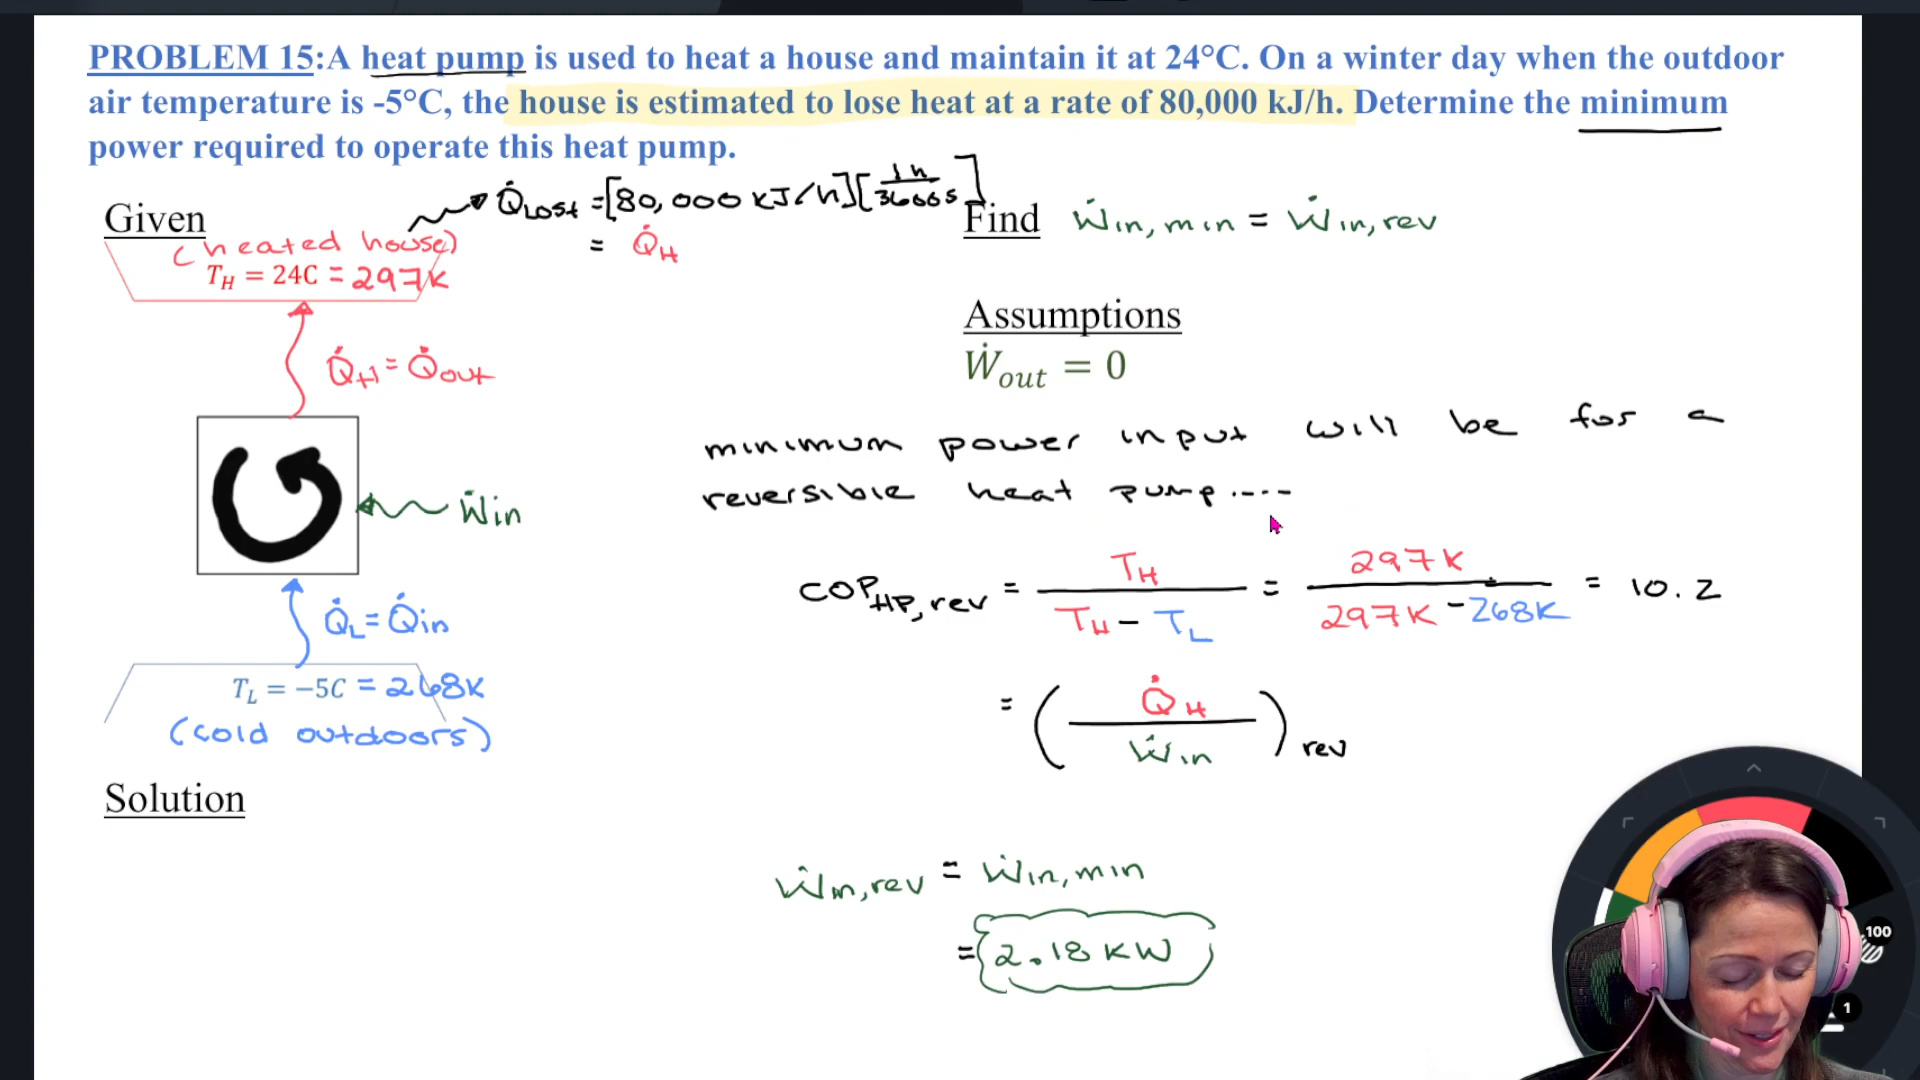 PROBLEM 15:A heat pump is used to heat a house and maintain it at 24°C. On a winter day when the outdoor
air temperature is -5°C, the house is estimated to lose heat at a rate of 80,000 kJ/h. Determine the minimum
power required to operate this heat pump.
Given
Q̇Lost = [80,000 kJ/h][1h/3600s]
= Q̇H
(heated house)
TH = 24C = 297K
Q̇H = Q̇out
Ẇin
Q̇L = Q̇in
TL = −5C = 268K
(cold outdoors)
Solution
Find Ẇin, min = Ẇin, rev
Assumptions
Ẇout = 0
minimum power input will be for a
reversible heat pump....
COPHP, rev = TH / (TH − TL) = 297K / (297K − 268K) = 10.2
= (Q̇H / Ẇin) rev
Ẇin, rev = Ẇin, min
= 2.18 KW
100
1